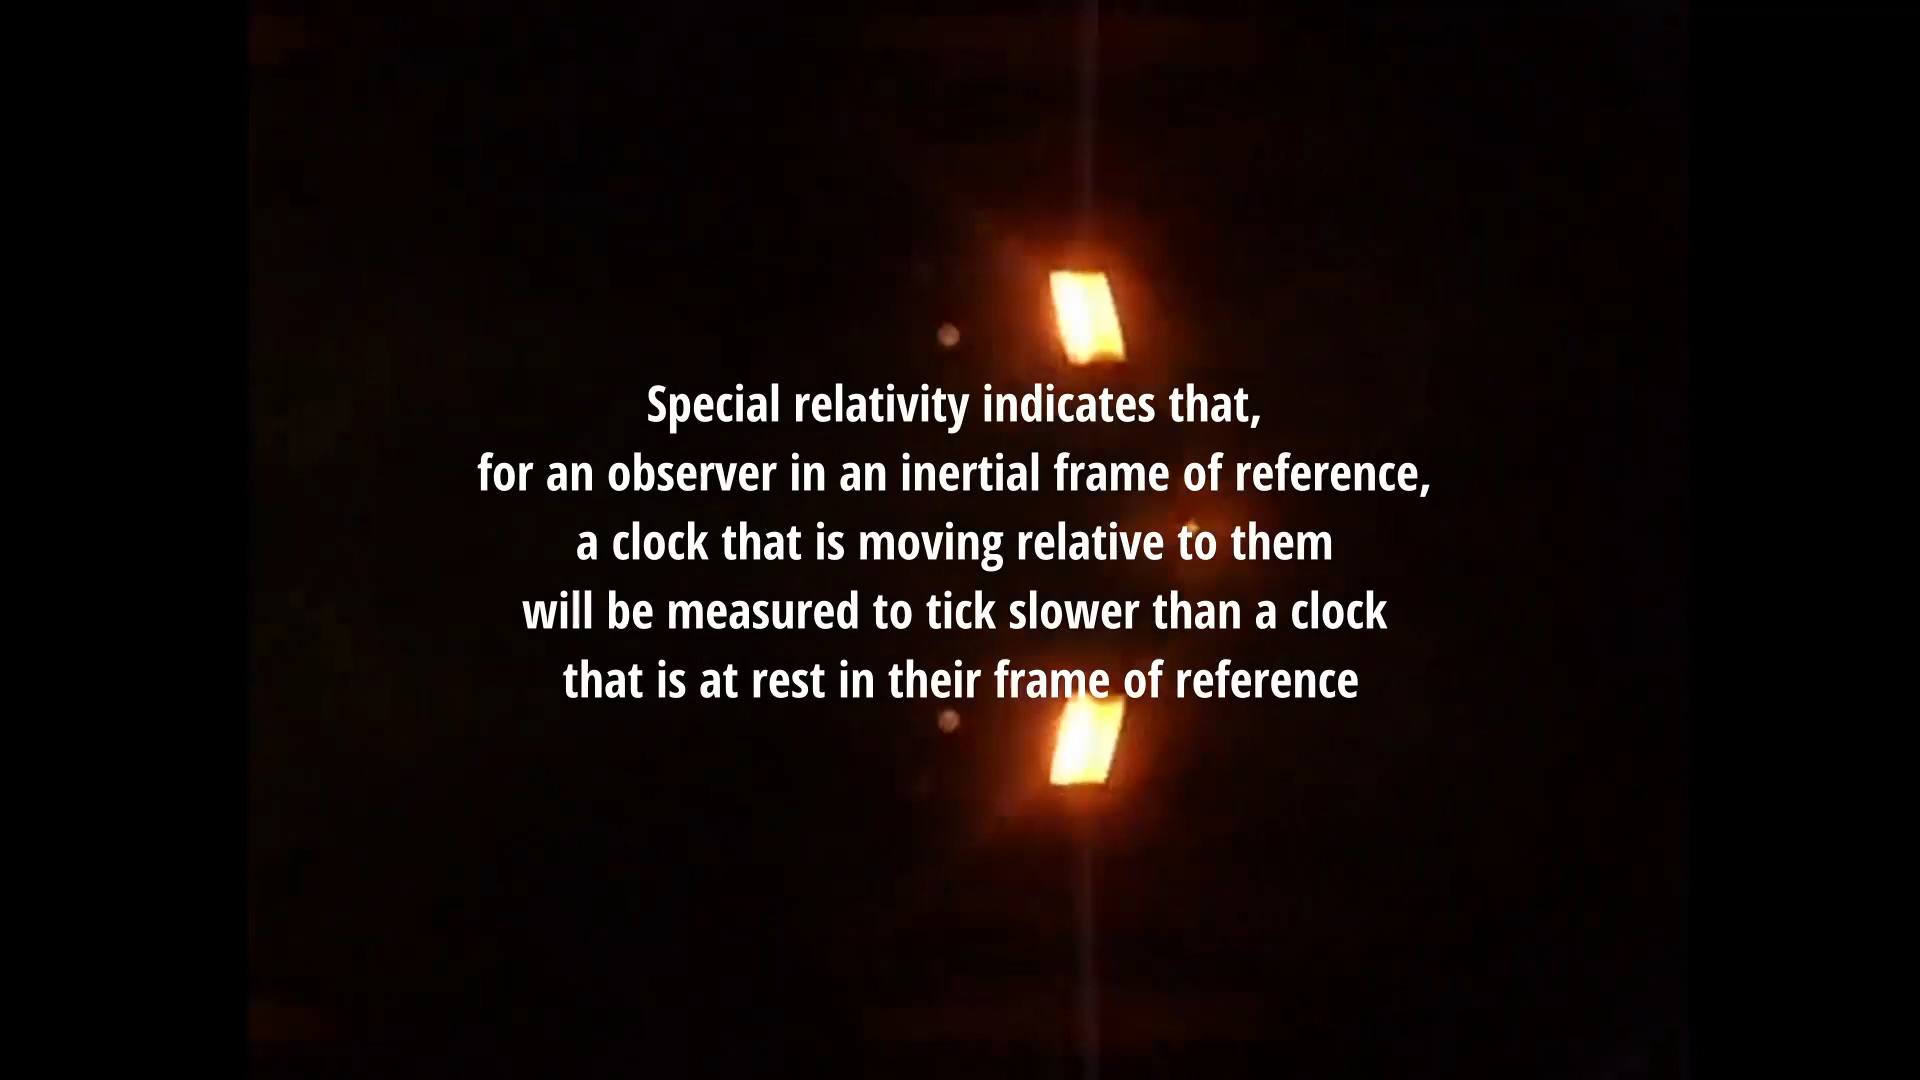 Special relativity indicates that,
for an observer in an inertial frame of reference,
a clock that is moving relative to them
will be measured to tick slower than a clock
that is at rest in their frame of reference